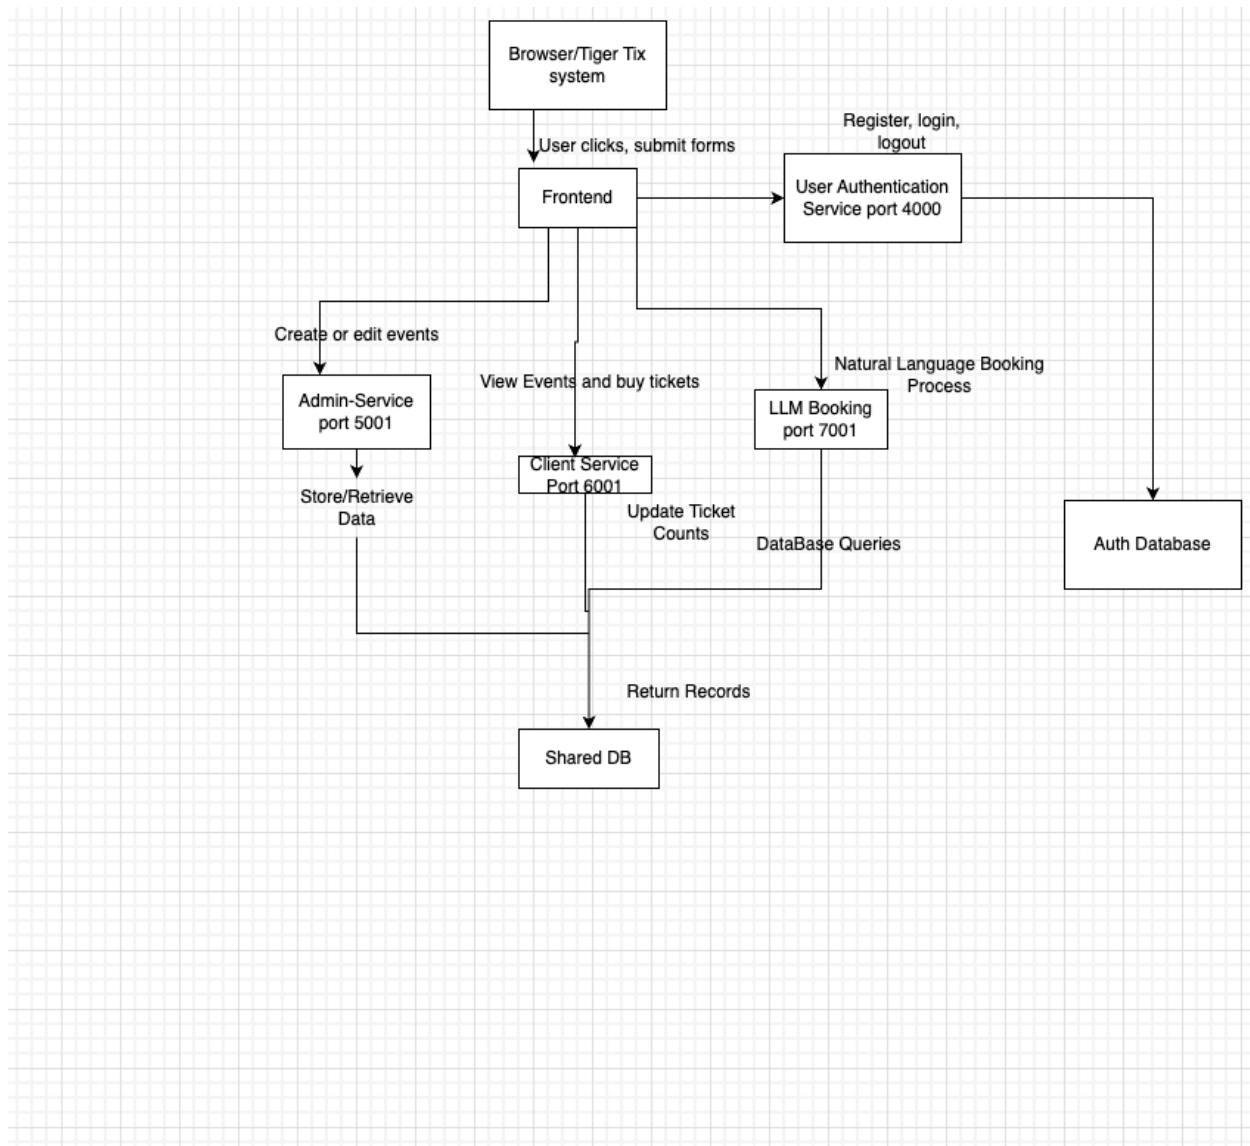 Browser/Tiger Tix
system
User clicks, submit forms
Register, login,
logout
Frontend
User Authentication
Service port 4000
Create or edit events
View Events and buy tickets
Natural Language Booking
Process
Admin-Service
port 5001
LLM Booking
port 7001
Client Service
Port 6001
Store/Retrieve
Data
Update Ticket
Counts
DataBase Queries
Auth Database
Return Records
Shared DB